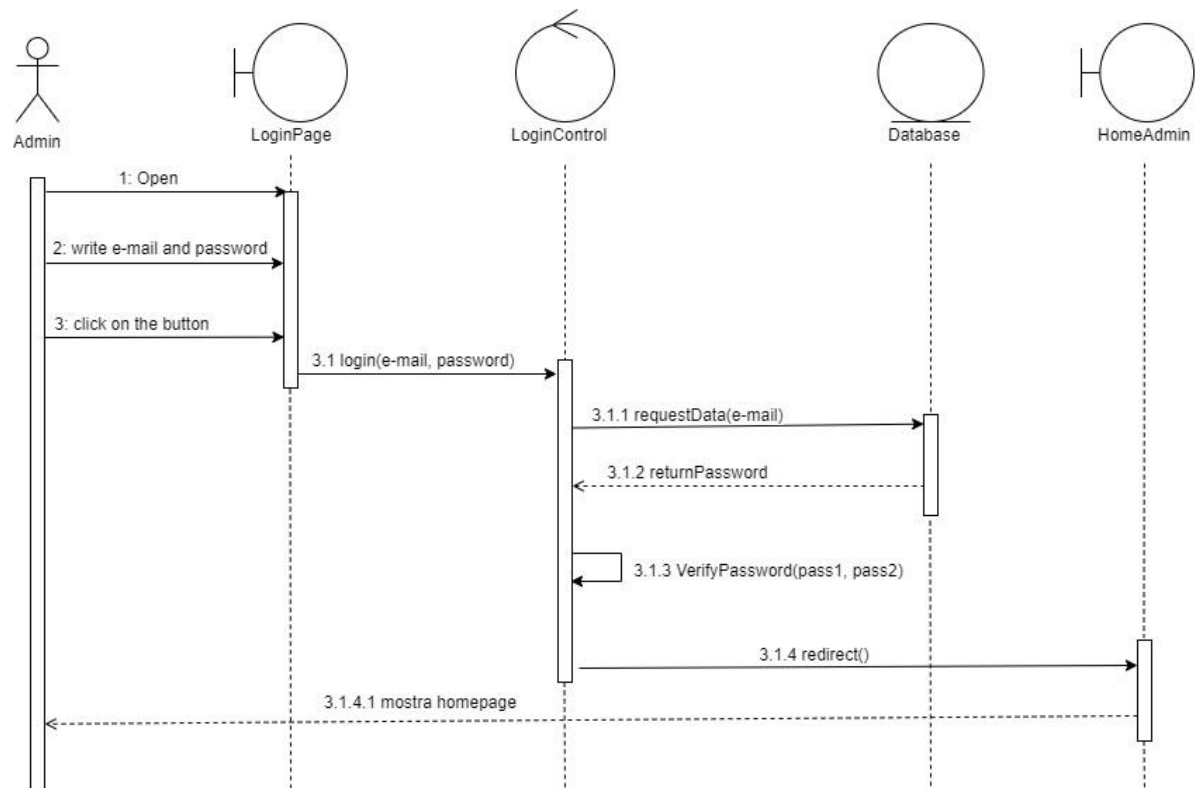 Admin
LoginPage
LoginControl
Database
HomeAdmin
1: Open
2: write e-mail and password
3: click on the button
3.1 login(e-mail, password)
3.1.1 requestData(e-mail)
3.1.2 returnPassword
3.1.3 VerifyPassword(pass1, pass2)
3.1.4 redirect()
3.1.4.1 mostra homepage